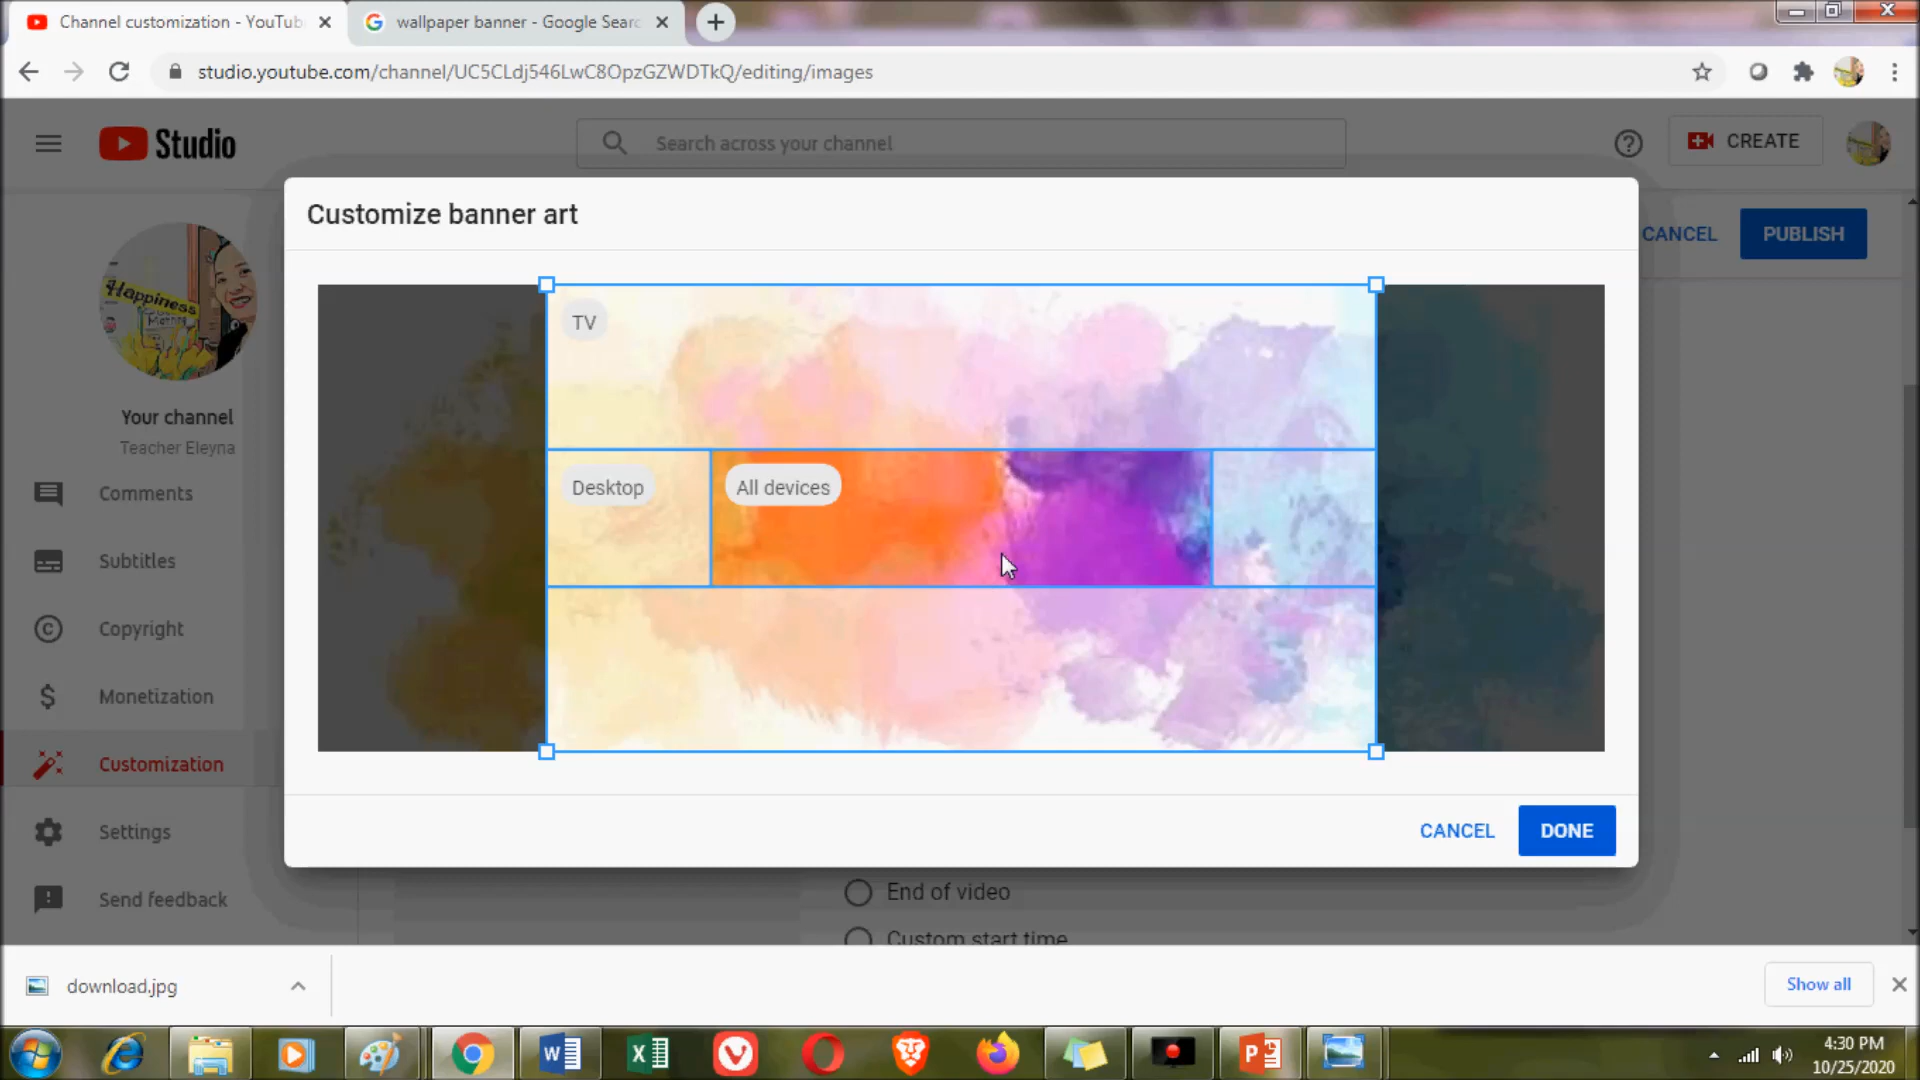 Channel customization - YouTub
wallpaper banner - Google Searc
studio.youtube.com/channel/UC5CLdj546LwC8OpzGZWDTkQ/editing/images
Studio
Search across your channel
CREATE
Customize banner art
CANCEL
PUBLISH
Happiness
TV
Your channel
Teacher Eleyna
Desktop
All devices
Comments
Subtitles
Copyright
Monetization
Customization
Settings
Send feedback
CANCEL
DONE
End of video
Custom start time
download.jpg
Show all
4:30 PM
10/25/2020